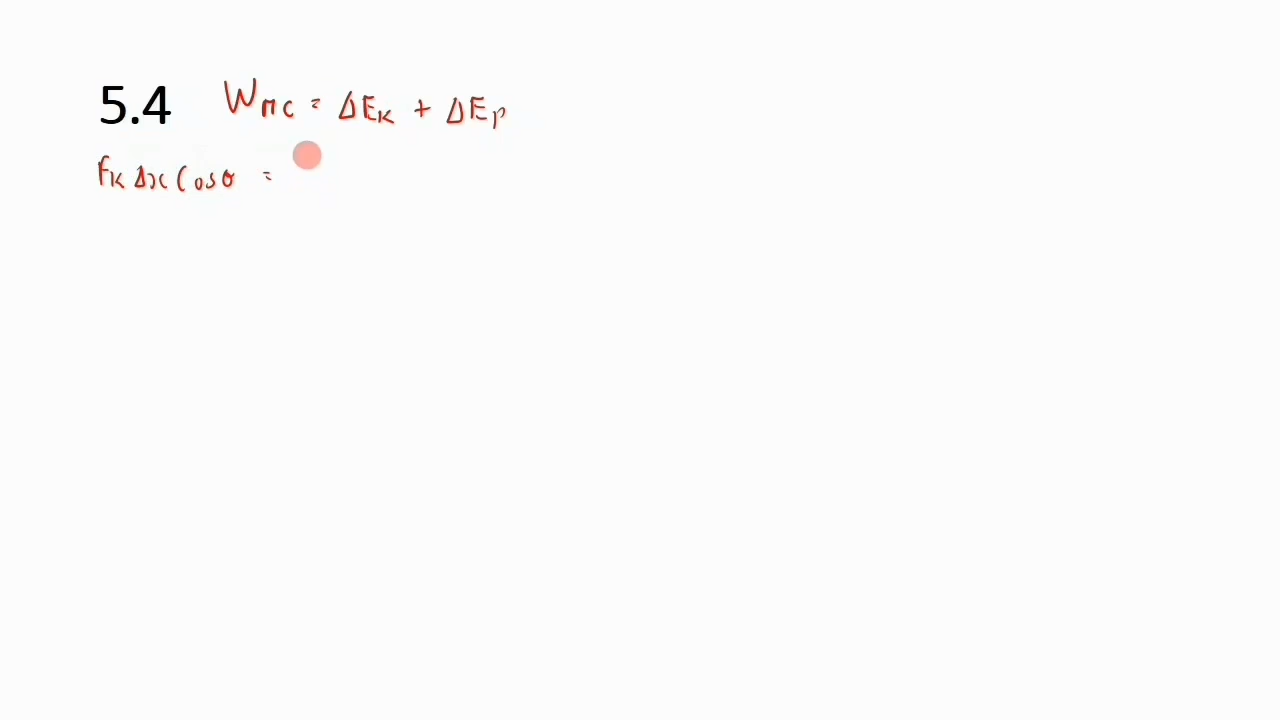 5.4 Wnc = ΔEK + ΔEp
fK Δx Cosθ =